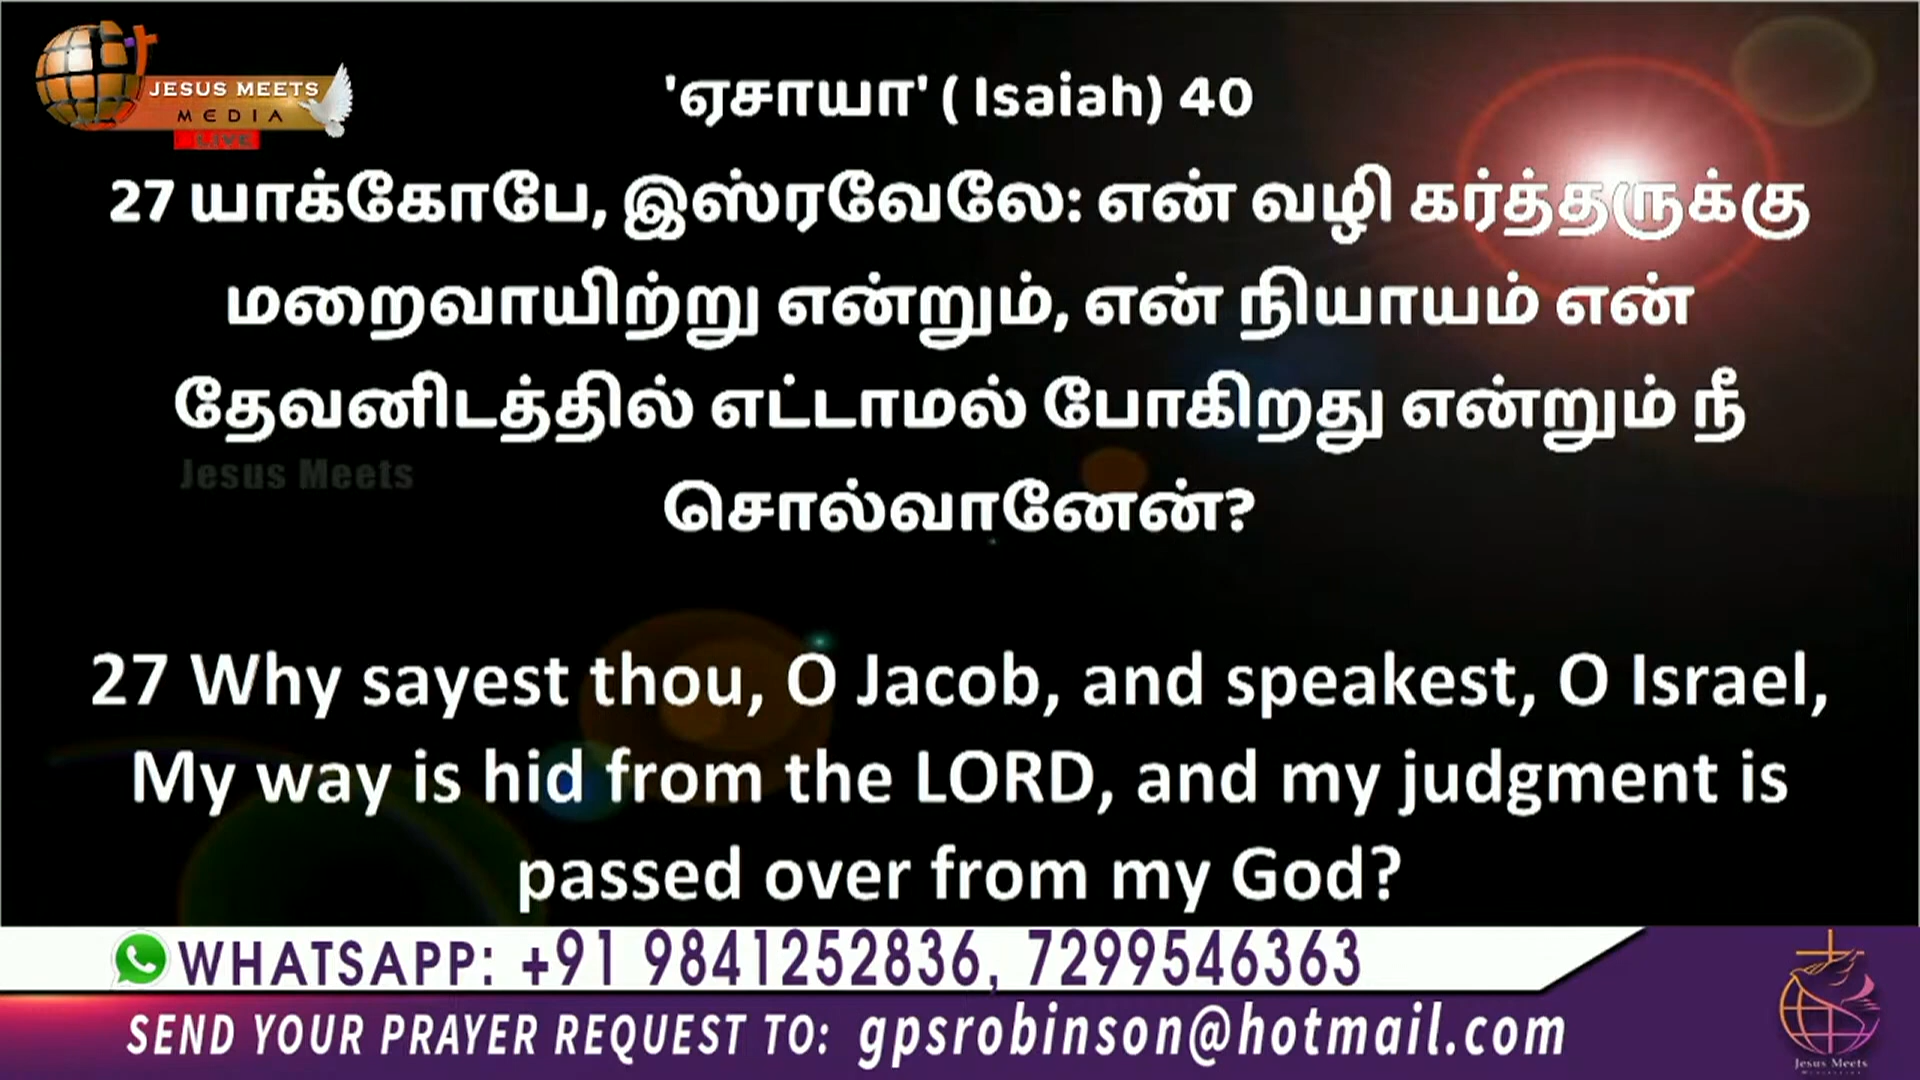 JESUS MEETS
MEDIA
LIVE
'ஏசாயா' ( Isaiah) 40
27 யாக்கோபே, இஸ்ரவேலே: என் வழி கர்த்தருக்கு
மறைவாயிற்று என்றும், என் நியாயம் என்
தேவனிடத்தில் எட்டாமல் போகிறது என்றும் நீ
சொல்வானேன்?
Jesus Meets
27 Why sayest thou, O Jacob, and speakest, O Israel,
My way is hid from the LORD, and my judgment is
passed over from my God?
WHATSAPP: +91 9841252836, 7299546363
SEND YOUR PRAYER REQUEST TO: gpsrobinson@hotmail.com
Jesus Meets